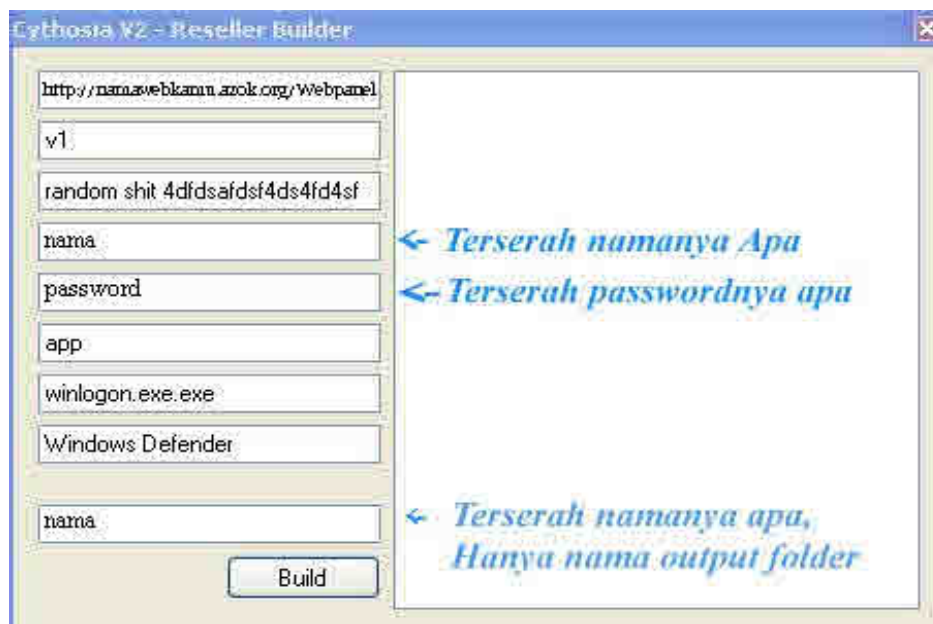 Cythosia V2 - Reseller Builder
http://namawebkamu.azok.org/Webpanel
v1
random shit 4dfdsafdsf4ds4fd4sf
nama
<- Terserah namanya Apa
password
<- Terserah passwordnya apa
app
winlogon.exe.exe
Windows Defender
nama
<- Terserah namanya apa,
Hanya nama output folder
Build